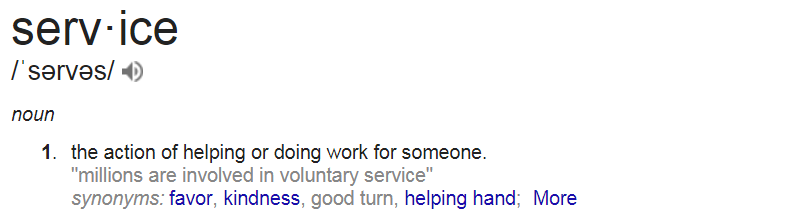 serv·ice
/ˈsərvəs/
noun
1. the action of helping or doing work for someone.
"millions are involved in voluntary service"
synonyms: favor, kindness, good turn, helping hand; More